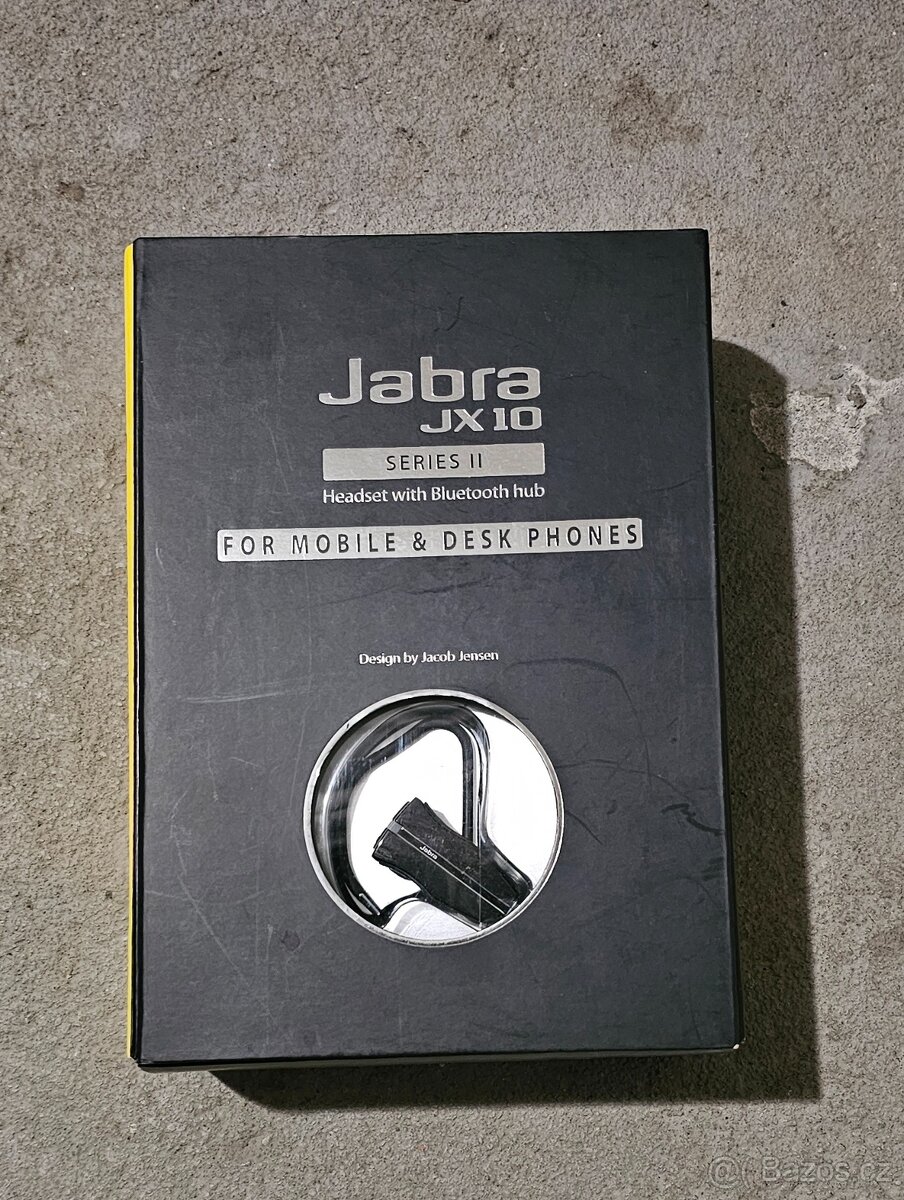 Jabra
JX10
SERIES II
Headset with Bluetooth hub
FOR MOBILE & DESK PHONES
Design by Jacob Jensen
Jabra
Bazos.cz